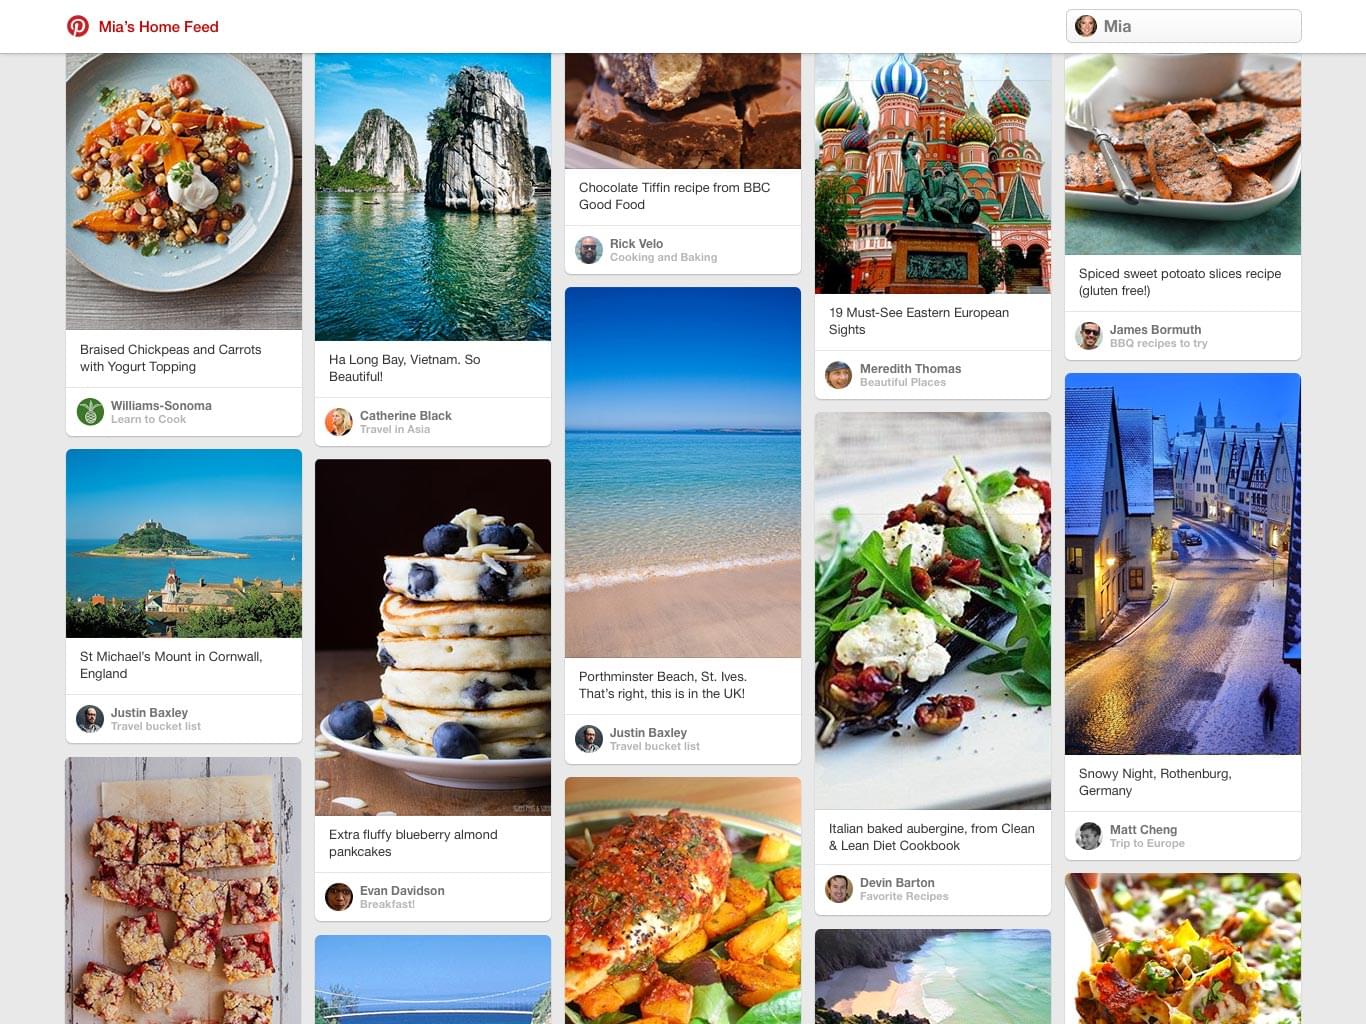 Mia's Home Feed
Mia
Braised Chickpeas and Carrots
with Yogurt Topping
Williams-Sonoma
Learn to Cook
St Michael's Mount in Cornwall,
England
Justin Baxley
Travel bucket list
Ha Long Bay, Vietnam. So
Beautiful!
Catherine Black
Travel in Asia
Extra fluffy blueberry almond
pankcakes
Evan Davidson
Breakfast!
Chocolate Tiffin recipe from BBC
Good Food
Rick Velo
Cooking and Baking
Porthminster Beach, St. Ives.
That's right, this is in the UK!
Justin Baxley
Travel bucket list
19 Must-See Eastern European
Sights
Meredith Thomas
Beautiful Places
Italian baked aubergine, from Clean
& Lean Diet Cookbook
Devin Barton
Favorite Recipes
Spiced sweet potoato slices recipe
(gluten free!)
James Bormuth
BBQ recipes to try
Snowy Night, Rothenburg,
Germany
Matt Cheng
Trip to Europe